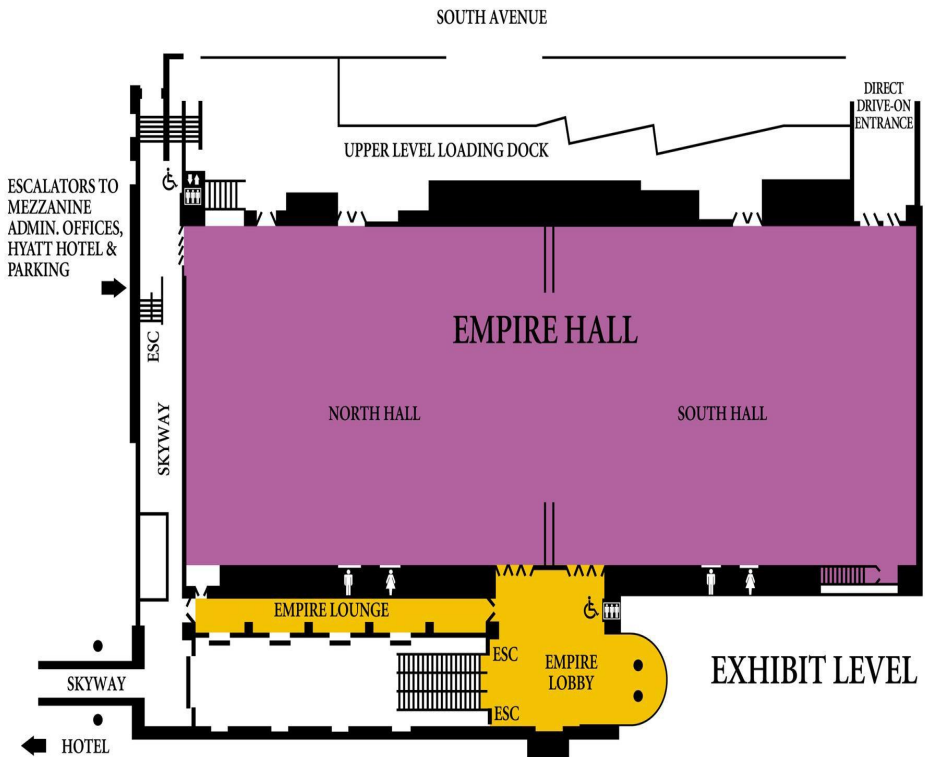 SOUTH AVENUE
DIRECT
DRIVE-ON
ENTRANCE
UPPER LEVEL LOADING DOCK
ESCALATORS TO
MEZZANINE
ADMIN. OFFICES,
HYATT HOTEL &
PARKING
ESC
SKYWAY
EMPIRE HALL
NORTH HALL
SOUTH HALL
EMPIRE LOUNGE
ESC
EMPIRE
LOBBY
ESC
EXHIBIT LEVEL
SKYWAY
HOTEL